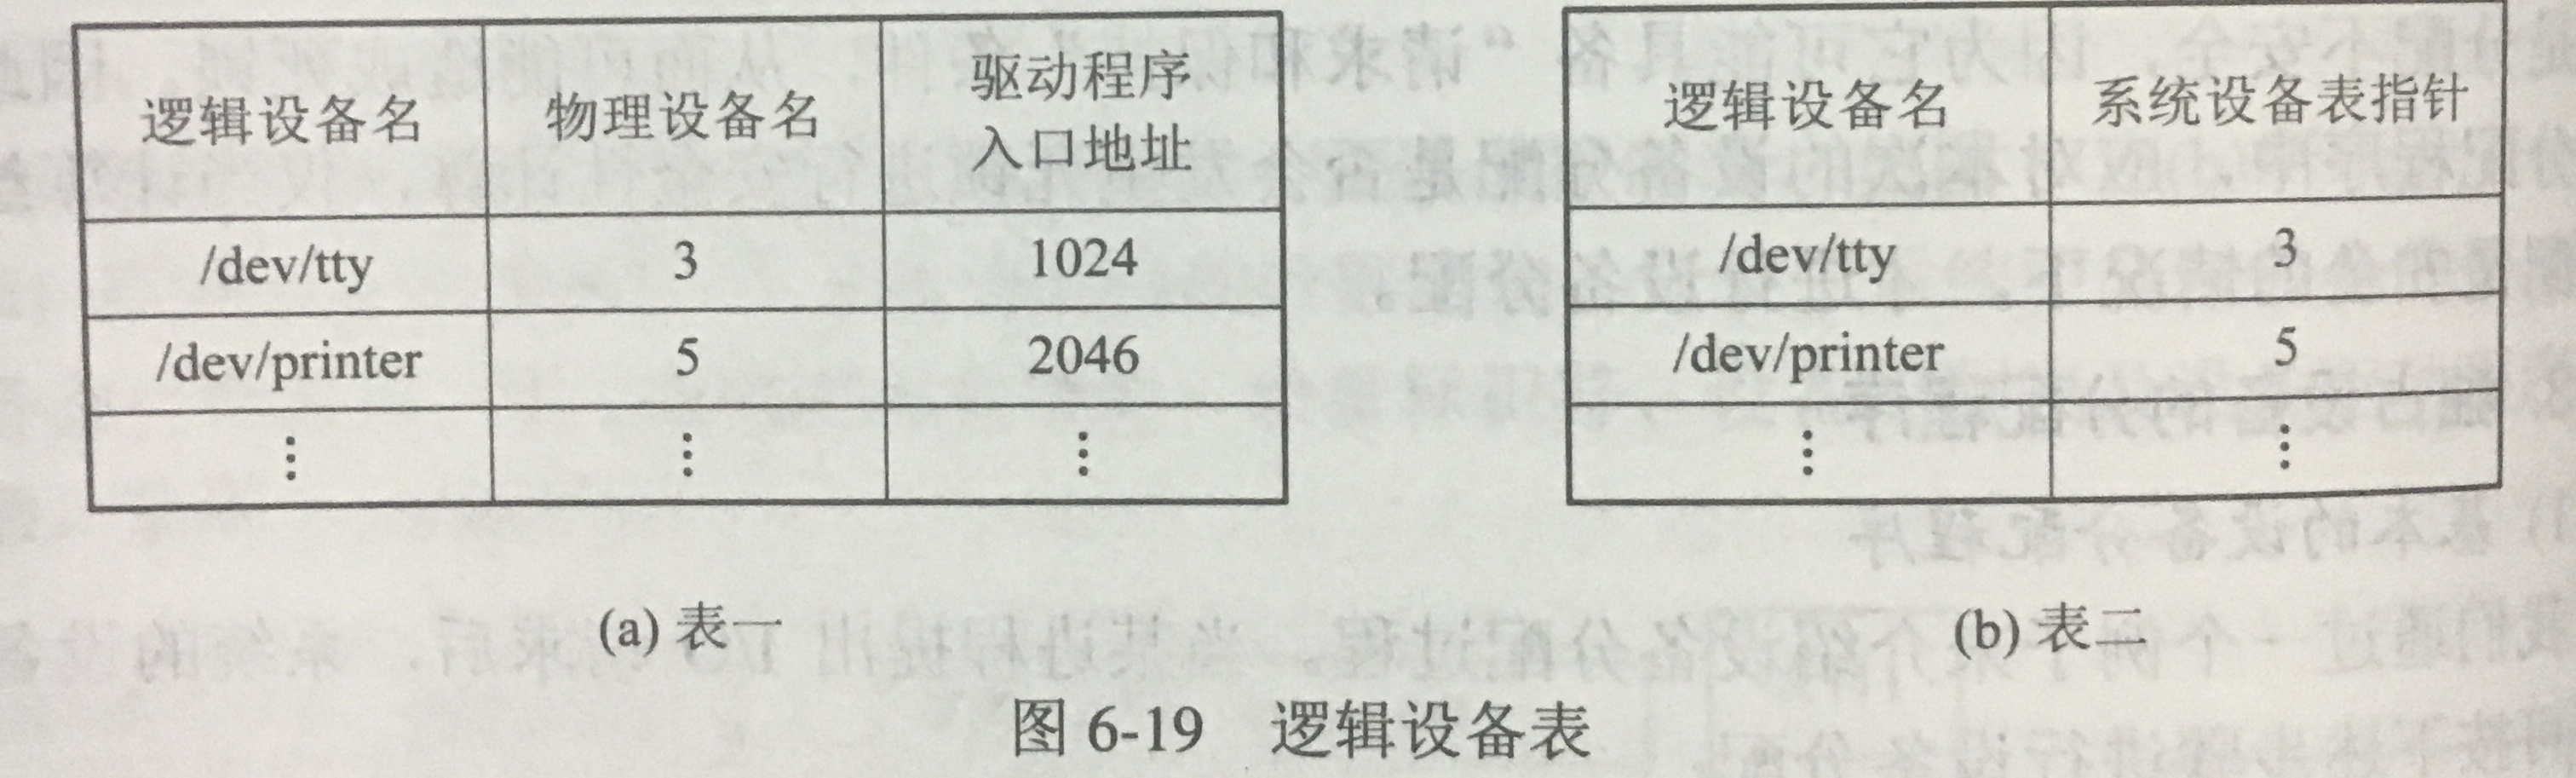 逻辑设备名 物理设备名 驱动程序入口地址
/dev/tty 3 1024
/dev/printer 5 2046
⋮ ⋮ ⋮
(a) 表一
逻辑设备名 系统设备表指针
/dev/tty 3
/dev/printer 5
⋮ ⋮
(b) 表二
图 6-19 逻辑设备表